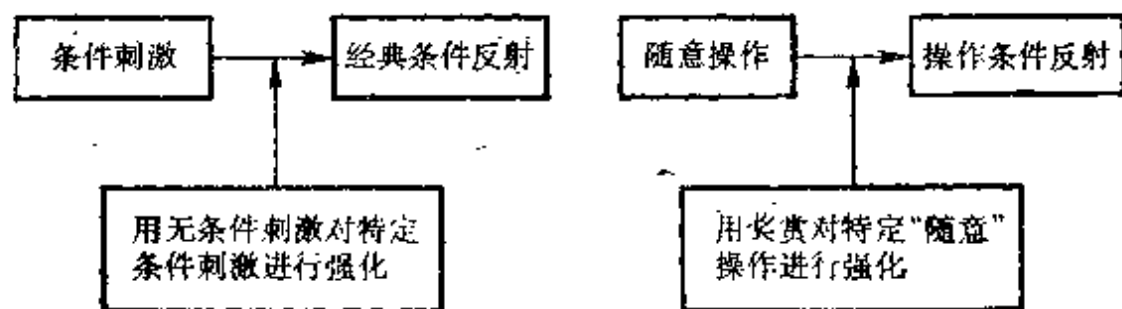 条件刺激
经典条件反射
随意操作
操作条件反射
用无条件刺激对特定
条件刺激进行强化
用奖赏对特定“随意”
操作进行强化